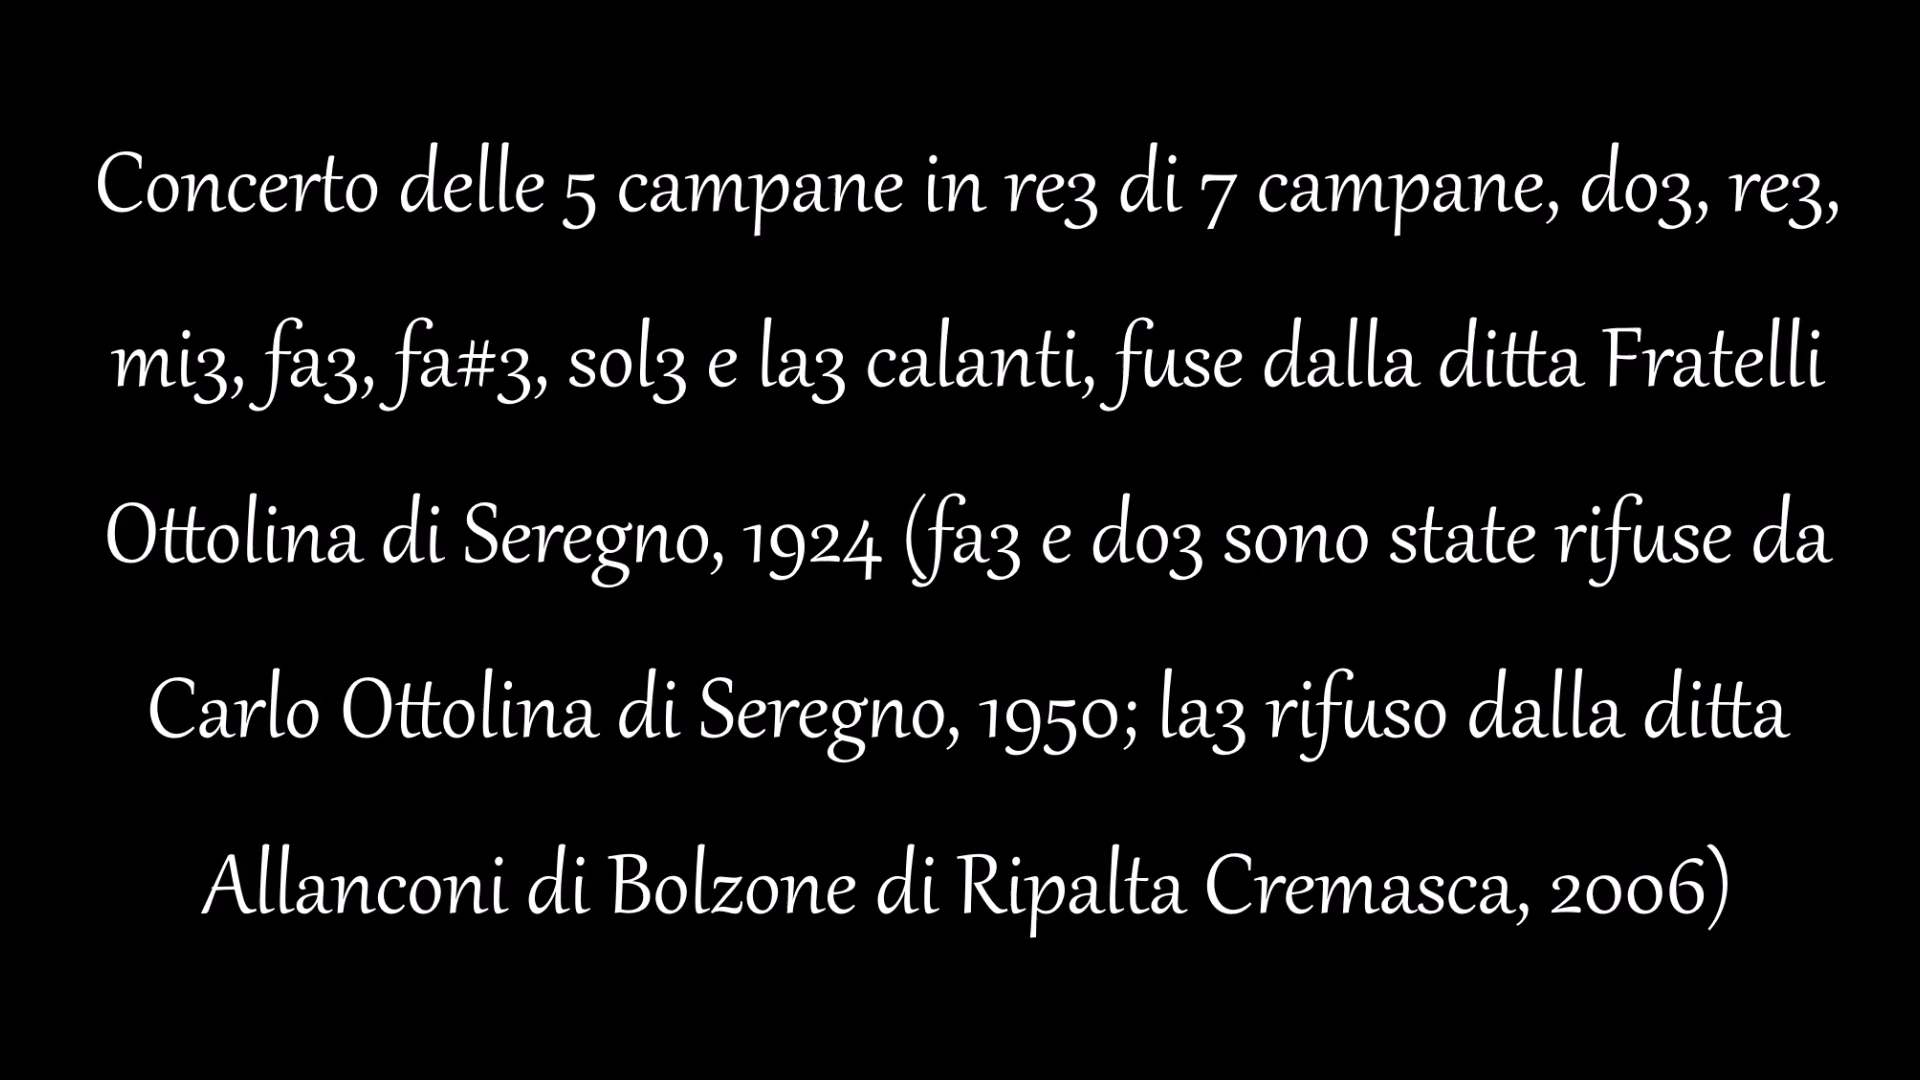 Concerto delle 5 campane in re3 di 7 campane, do3, re3,
mi3, fa3, fa#3, sol3 e la3 calanti, fuse dalla ditta Fratelli
Ottolina di Seregno, 1924 (fa3 e do3 sono state rifuse da
Carlo Ottolina di Seregno, 1950; la3 rifuso dalla ditta
Allanconi di Bolzone di Ripalta Cremasca, 2006)